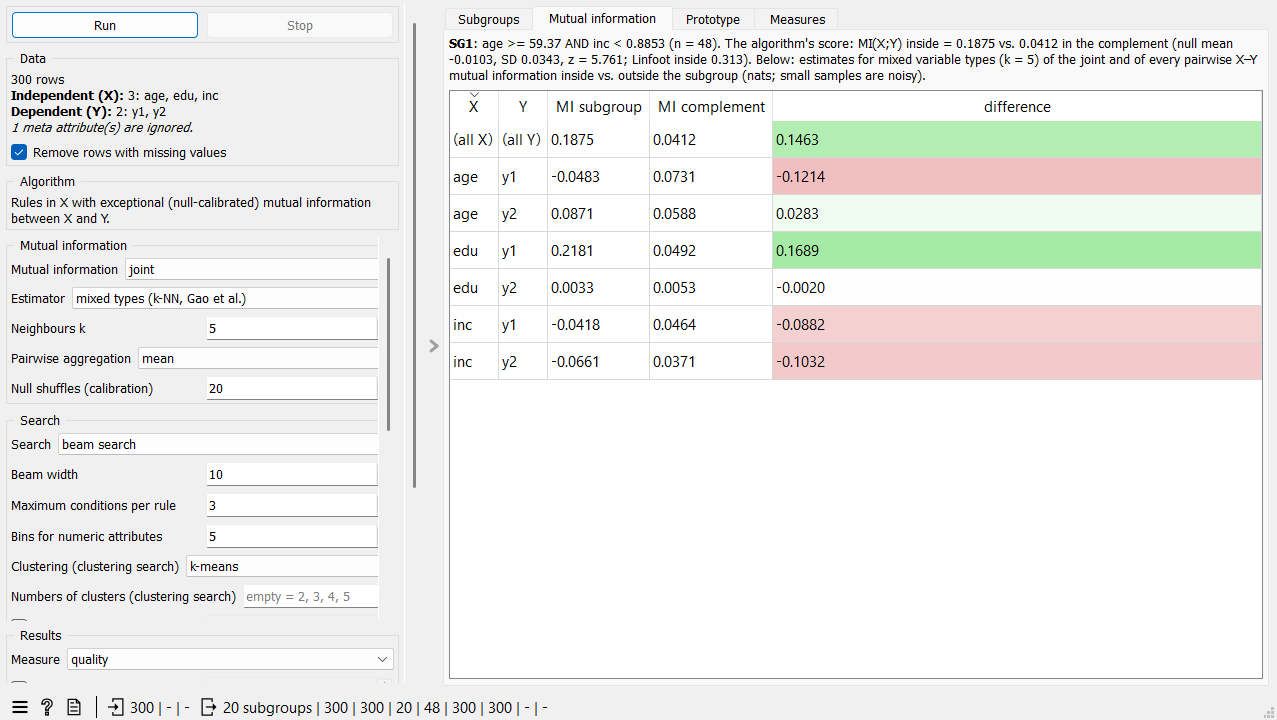 Run
Stop
Data
300 rows
Independent (X): 3: age, edu, inc
Dependent (Y): 2: y1, y2
1 meta attribute(s) are ignored.
Remove rows with missing values
Algorithm
Rules in X with exceptional (null-calibrated) mutual information
between X and Y.
Mutual information
Mutual information joint
Estimator mixed types (k-NN, Gao et al.)
Neighbours k 5
Pairwise aggregation mean
Null shuffles (calibration) 20
Search
Search beam search
Beam width 10
Maximum conditions per rule 3
Bins for numeric attributes 5
Clustering (clustering search) k-means
Numbers of clusters (clustering search) empty = 2, 3, 4, 5
Results
Measure quality
Subgroups Mutual information Prototype Measures
SG1: age >= 59.37 AND inc < 0.8853 (n = 48). The algorithm's score: MI(X;Y) inside = 0.1875 vs. 0.0412 in the complement (null mean
-0.0103, SD 0.0343, z = 5.761; Linfoot inside 0.313). Below: estimates for mixed variable types (k = 5) of the joint and of every pairwise X–Y
mutual information inside vs. outside the subgroup (nats; small samples are noisy).
X Y MI subgroup MI complement difference
(all X) (all Y) 0.1875 0.0412 0.1463
age y1 -0.0483 0.0731 -0.1214
age y2 0.0871 0.0588 0.0283
edu y1 0.2181 0.0492 0.1689
edu y2 0.0033 0.0053 -0.0020
inc y1 -0.0418 0.0464 -0.0882
inc y2 -0.0661 0.0371 -0.1032
300 | - | - 20 subgroups | 300 | 300 | 20 | 48 | 300 | 300 | - | -